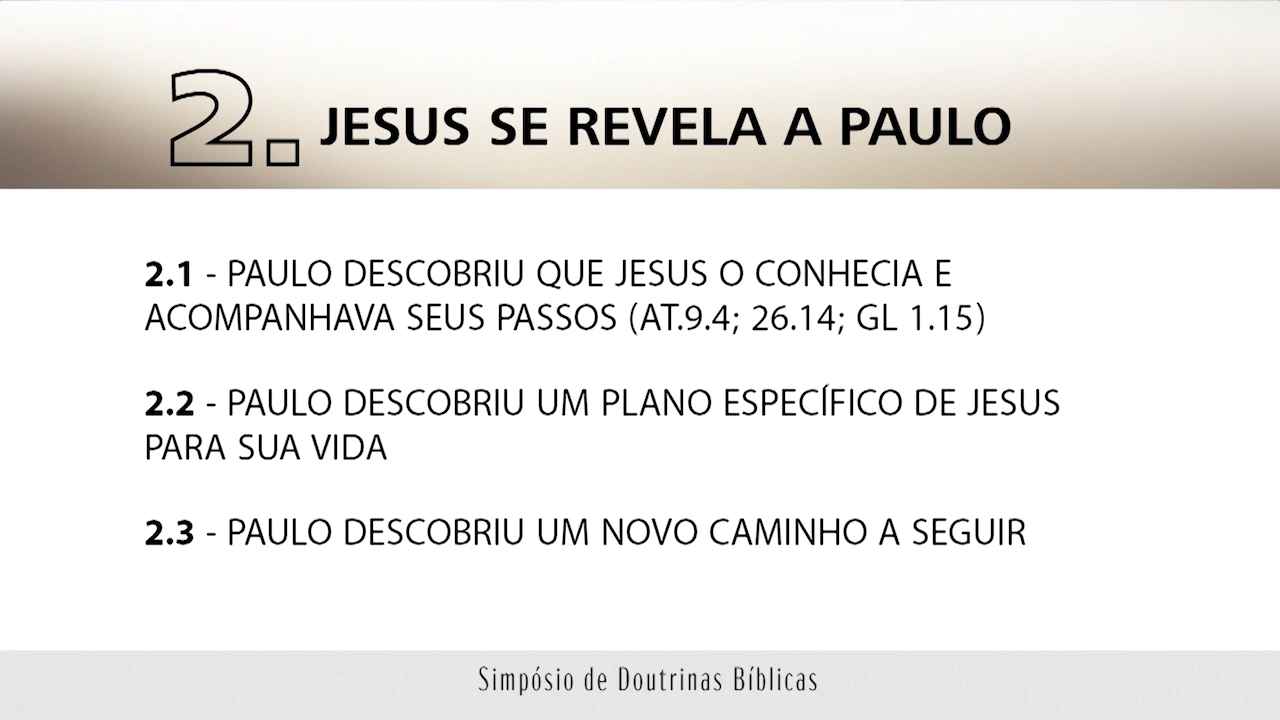 2. JESUS SE REVELA A PAULO
2.1 - PAULO DESCOBRIU QUE JESUS O CONHECIA E
ACOMPANHAVA SEUS PASSOS (AT.9.4; 26.14; GL 1.15)
2.2 - PAULO DESCOBRIU UM PLANO ESPECÍFICO DE JESUS
PARA SUA VIDA
2.3 - PAULO DESCOBRIU UM NOVO CAMINHO A SEGUIR
Simpósio de Doutrinas Bíblicas